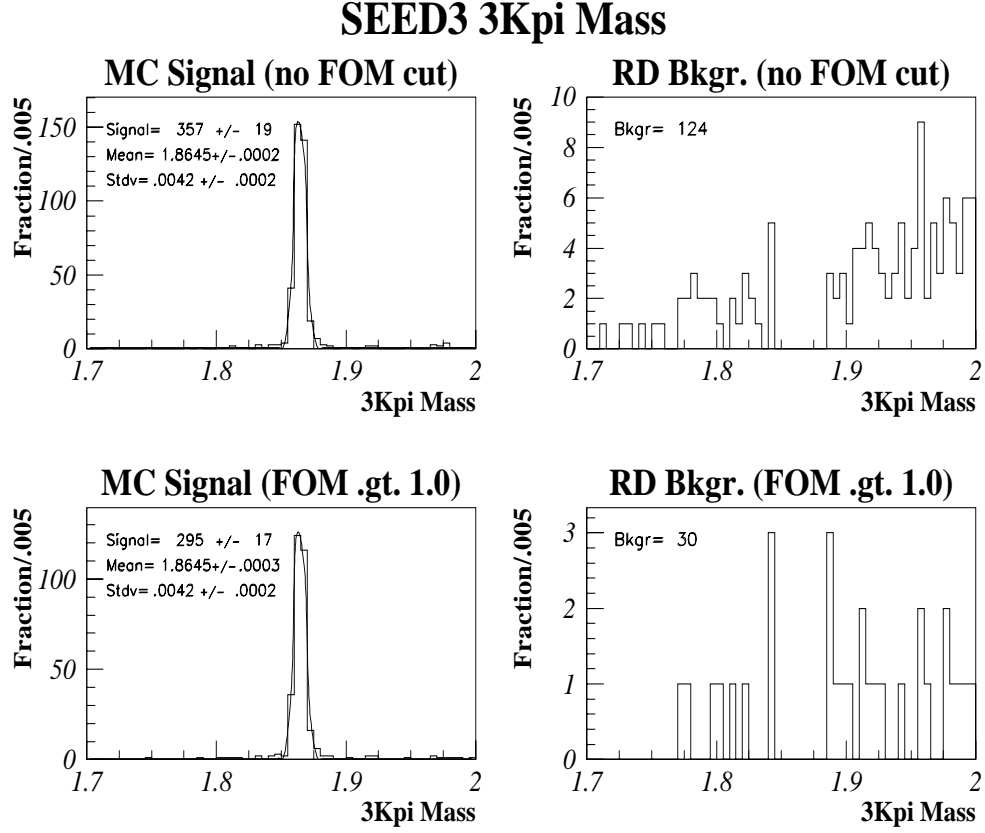 SEED3 3Kpi Mass
MC Signal (no FOM cut)
Fraction/.005
150
100
50
0
Signal= 357 +/- 19
Mean= 1.8645+/-.0002
Stdv= .0042 +/- .0002
1.7
1.8
1.9
2
3Kpi Mass
RD Bkgr. (no FOM cut)
Fraction/.005
10
8
6
4
2
0
Bkgr= 124
1.7
1.8
1.9
2
3Kpi Mass
MC Signal (FOM .gt. 1.0)
Fraction/.005
100
50
0
Signal= 295 +/- 17
Mean= 1.8645+/-.0003
Stdv= .0042 +/- .0002
1.7
1.8
1.9
2
3Kpi Mass
RD Bkgr. (FOM .gt. 1.0)
Fraction/.005
3
2
1
0
Bkgr= 30
1.7
1.8
1.9
2
3Kpi Mass